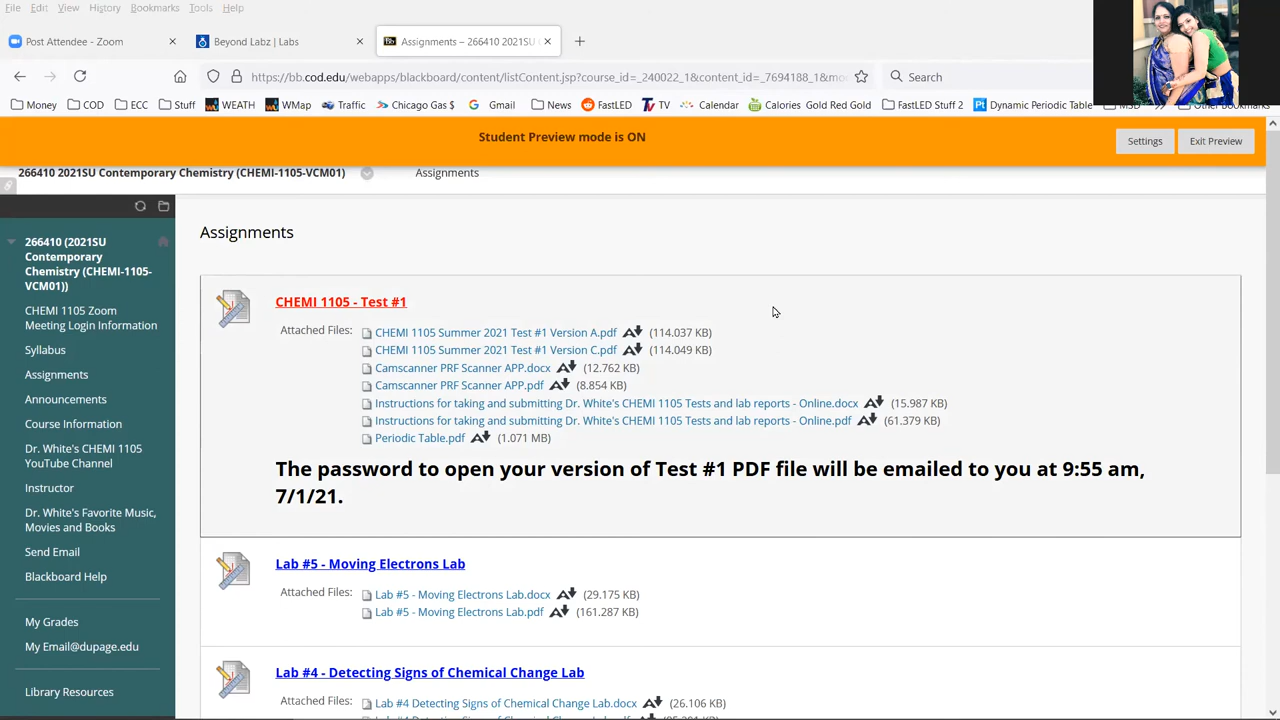 File Edit View History Bookmarks Tools Help
Post Attendee - Zoom × Beyond Labz | Labs × Assignments – 266410 2021SU ×
https://bb.cod.edu/webapps/blackboard/content/listContent.jsp?course_id=_240022_1&content_id=_7694188_1&mo Search
Money COD ECC Stuff WEATH WMap Traffic Chicago Gas $ Gmail News FastLED TV Calendar Calories Gold Red Gold FastLED Stuff 2 Dynamic Periodic Table MSD Other Bookmarks
Student Preview mode is ON
Settings Exit Preview
266410 2021SU Contemporary Chemistry (CHEMI-1105-VCM01) Assignments
266410 (2021SU
Contemporary
Chemistry (CHEMI-1105-
VCM01))
CHEMI 1105 Zoom
Meeting Login Information
Syllabus
Assignments
Announcements
Course Information
Dr. White's CHEMI 1105
YouTube Channel
Instructor
Dr. White's Favorite Music,
Movies and Books
Send Email
Blackboard Help
My Grades
My Email@dupage.edu
Library Resources
Assignments
CHEMI 1105 - Test #1
Attached Files: CHEMI 1105 Summer 2021 Test #1 Version A.pdf (114.037 KB)
CHEMI 1105 Summer 2021 Test #1 Version C.pdf (114.049 KB)
Camscanner PRF Scanner APP.docx (12.762 KB)
Camscanner PRF Scanner APP.pdf (8.854 KB)
Instructions for taking and submitting Dr. White's CHEMI 1105 Tests and lab reports - Online.docx (15.987 KB)
Instructions for taking and submitting Dr. White's CHEMI 1105 Tests and lab reports - Online.pdf (61.379 KB)
Periodic Table.pdf (1.071 MB)
The password to open your version of Test #1 PDF file will be emailed to you at 9:55 am,
7/1/21.
Lab #5 - Moving Electrons Lab
Attached Files: Lab #5 - Moving Electrons Lab.docx (29.175 KB)
Lab #5 - Moving Electrons Lab.pdf (161.287 KB)
Lab #4 - Detecting Signs of Chemical Change Lab
Attached Files: Lab #4 Detecting Signs of Chemical Change Lab.docx (26.106 KB)